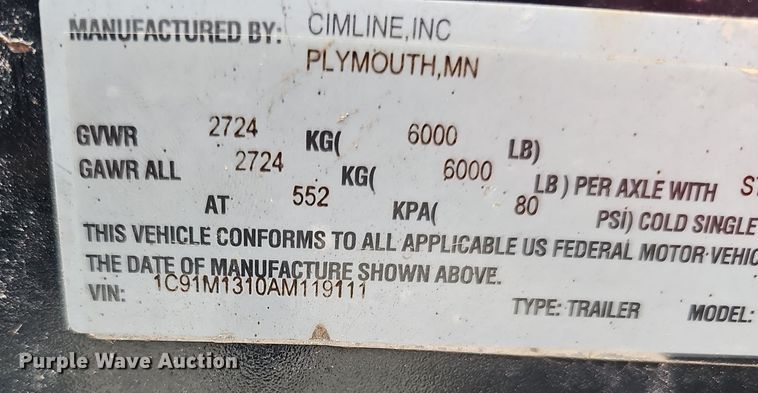 MANUFACTURED BY: CIMLINE,INC
PLYMOUTH,MN
GVWR 2724 KG( 6000 LB)
GAWR ALL 2724 KG( 6000 LB ) PER AXLE WITH
AT 552 KPA( 80 PSI) COLD SINGLE
THIS VEHICLE CONFORMS TO ALL APPLICABLE US FEDERAL MOTOR VEHIC
THE DATE OF MANUFACTURE SHOWN ABOVE.
VIN: 1C91M1310AM119111
TYPE: TRAILER MODEL:
Purple Wave Auction